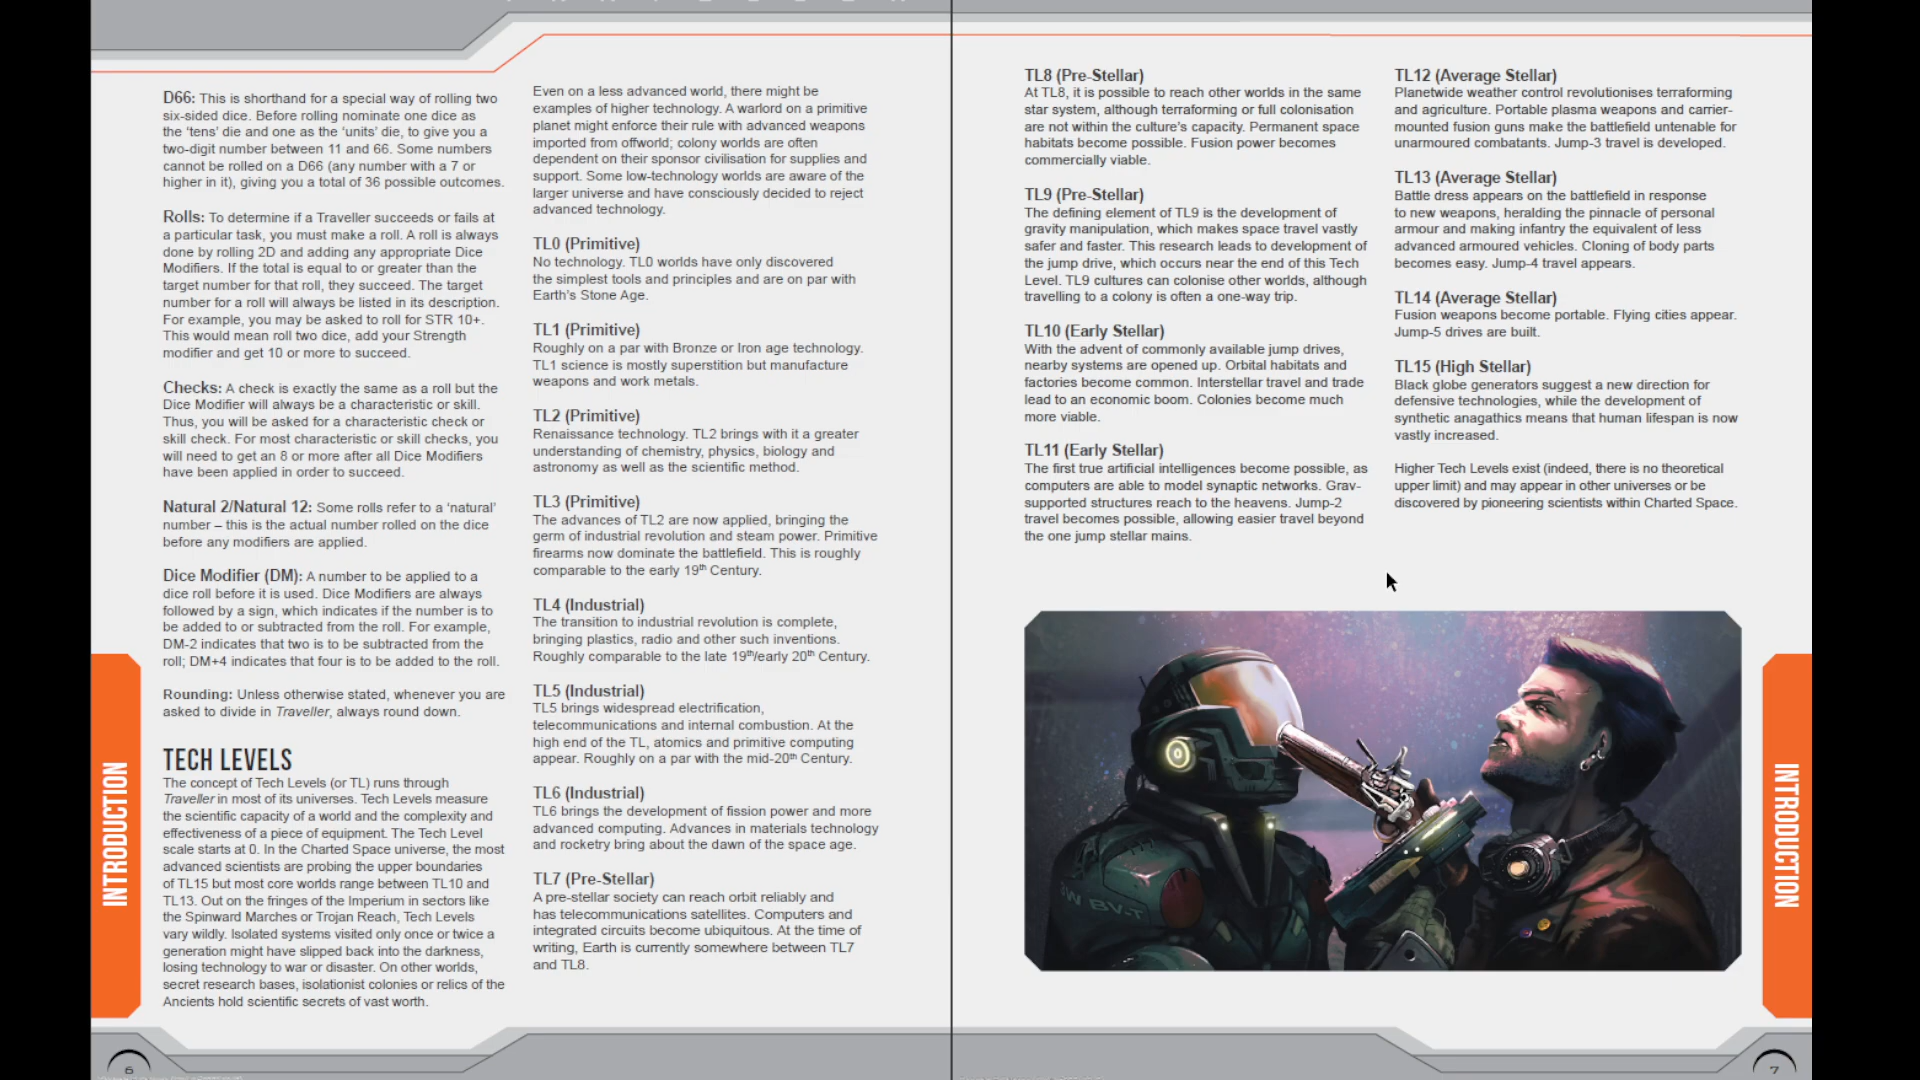 D66: This is shorthand for a special way of rolling two
six-sided dice. Before rolling nominate one dice as
the ‘tens’ die and one as the ‘units’ die, to give you a
two-digit number between 11 and 66. Some numbers
cannot be rolled on a D66 (any number with a 7 or
higher in it), giving you a total of 36 possible outcomes.
Rolls: To determine if a Traveller succeeds or fails at
a particular task, you must make a roll. A roll is always
done by rolling 2D and adding any appropriate Dice
Modifiers. If the total is equal to or greater than the
target number for that roll, they succeed. The target
number for a roll will always be listed in its description.
For example, you may be asked to roll for STR 10+.
This would mean roll two dice, add your Strength
modifier and get 10 or more to succeed.
Checks: A check is exactly the same as a roll but the
Dice Modifier will always be a characteristic or skill.
Thus, you will be asked for a characteristic check or
skill check. For most characteristic or skill checks, you
will need to get an 8 or more after all Dice Modifiers
have been applied in order to succeed.
Natural 2/Natural 12: Some rolls refer to a ‘natural’
number – this is the actual number rolled on the dice
before any modifiers are applied.
Dice Modifier (DM): A number to be applied to a
dice roll before it is used. Dice Modifiers are always
followed by a sign, which indicates if the number is to
be added to or subtracted from the roll. For example,
DM-2 indicates that two is to be subtracted from the
roll; DM+4 indicates that four is to be added to the roll.
Rounding: Unless otherwise stated, whenever you are
asked to divide in Traveller, always round down.
TECH LEVELS
The concept of Tech Levels (or TL) runs through
Traveller in most of its universes. Tech Levels measure
the scientific capacity of a world and the complexity and
effectiveness of a piece of equipment. The Tech Level
scale starts at 0. In the Charted Space universe, the most
advanced scientists are probing the upper boundaries
of TL15 but most core worlds range between TL10 and
TL13. Out on the fringes of the Imperium in sectors like
the Spinward Marches or Trojan Reach, Tech Levels
vary wildly. Isolated systems visited only once or twice a
generation might have slipped back into the darkness,
losing technology to war or disaster. On other worlds,
secret research bases, isolationist colonies or relics of the
Ancients hold scientific secrets of vast worth.
INTRODUCTION
6
Even on a less advanced world, there might be
examples of higher technology. A warlord on a primitive
planet might enforce their rule with advanced weapons
imported from offworld; colony worlds are often
dependent on their sponsor civilisation for supplies and
support. Some low-technology worlds are aware of the
larger universe and have consciously decided to reject
advanced technology.
TL0 (Primitive)
No technology. TL0 worlds have only discovered
the simplest tools and principles and are on par with
Earth’s Stone Age.
TL1 (Primitive)
Roughly on a par with Bronze or Iron age technology.
TL1 science is mostly superstition but manufacture
weapons and work metals.
TL2 (Primitive)
Renaissance technology. TL2 brings with it a greater
understanding of chemistry, physics, biology and
astronomy as well as the scientific method.
TL3 (Primitive)
The advances of TL2 are now applied, bringing the
germ of industrial revolution and steam power. Primitive
firearms now dominate the battlefield. This is roughly
comparable to the early 19th Century.
TL4 (Industrial)
The transition to industrial revolution is complete,
bringing plastics, radio and other such inventions.
Roughly comparable to the late 19th/early 20th Century.
TL5 (Industrial)
TL5 brings widespread electrification,
telecommunications and internal combustion. At the
high end of the TL, atomics and primitive computing
appear. Roughly on a par with the mid-20th Century.
TL6 (Industrial)
TL6 brings the development of fission power and more
advanced computing. Advances in materials technology
and rocketry bring about the dawn of the space age.
TL7 (Pre-Stellar)
A pre-stellar society can reach orbit reliably and
has telecommunications satellites. Computers and
integrated circuits become ubiquitous. At the time of
writing, Earth is currently somewhere between TL7
and TL8.
TL8 (Pre-Stellar)
At TL8, it is possible to reach other worlds in the same
star system, although terraforming or full colonisation
are not within the culture’s capacity. Permanent space
habitats become possible. Fusion power becomes
commercially viable.
TL9 (Pre-Stellar)
The defining element of TL9 is the development of
gravity manipulation, which makes space travel vastly
safer and faster. This research leads to development of
the jump drive, which occurs near the end of this Tech
Level. TL9 cultures can colonise other worlds, although
travelling to a colony is often a one-way trip.
TL10 (Early Stellar)
With the advent of commonly available jump drives,
nearby systems are opened up. Orbital habitats and
factories become common. Interstellar travel and trade
lead to an economic boom. Colonies become much
more viable.
TL11 (Early Stellar)
The first true artificial intelligences become possible, as
computers are able to model synaptic networks. Grav-
supported structures reach to the heavens. Jump-2
travel becomes possible, allowing easier travel beyond
the one jump stellar mains.
TL12 (Average Stellar)
Planetwide weather control revolutionises terraforming
and agriculture. Portable plasma weapons and carrier-
mounted fusion guns make the battlefield untenable for
unarmoured combatants. Jump-3 travel is developed.
TL13 (Average Stellar)
Battle dress appears on the battlefield in response
to new weapons, heralding the pinnacle of personal
armour and making infantry the equivalent of less
advanced armoured vehicles. Cloning of body parts
becomes easy. Jump-4 travel appears.
TL14 (Average Stellar)
Fusion weapons become portable. Flying cities appear.
Jump-5 drives are built.
TL15 (High Stellar)
Black globe generators suggest a new direction for
defensive technologies, while the development of
synthetic anagathics means that human lifespan is now
vastly increased.
Higher Tech Levels exist (indeed, there is no theoretical
upper limit) and may appear in other universes or be
discovered by pioneering scientists within Charted Space.
BV-T
INTRODUCTION
7